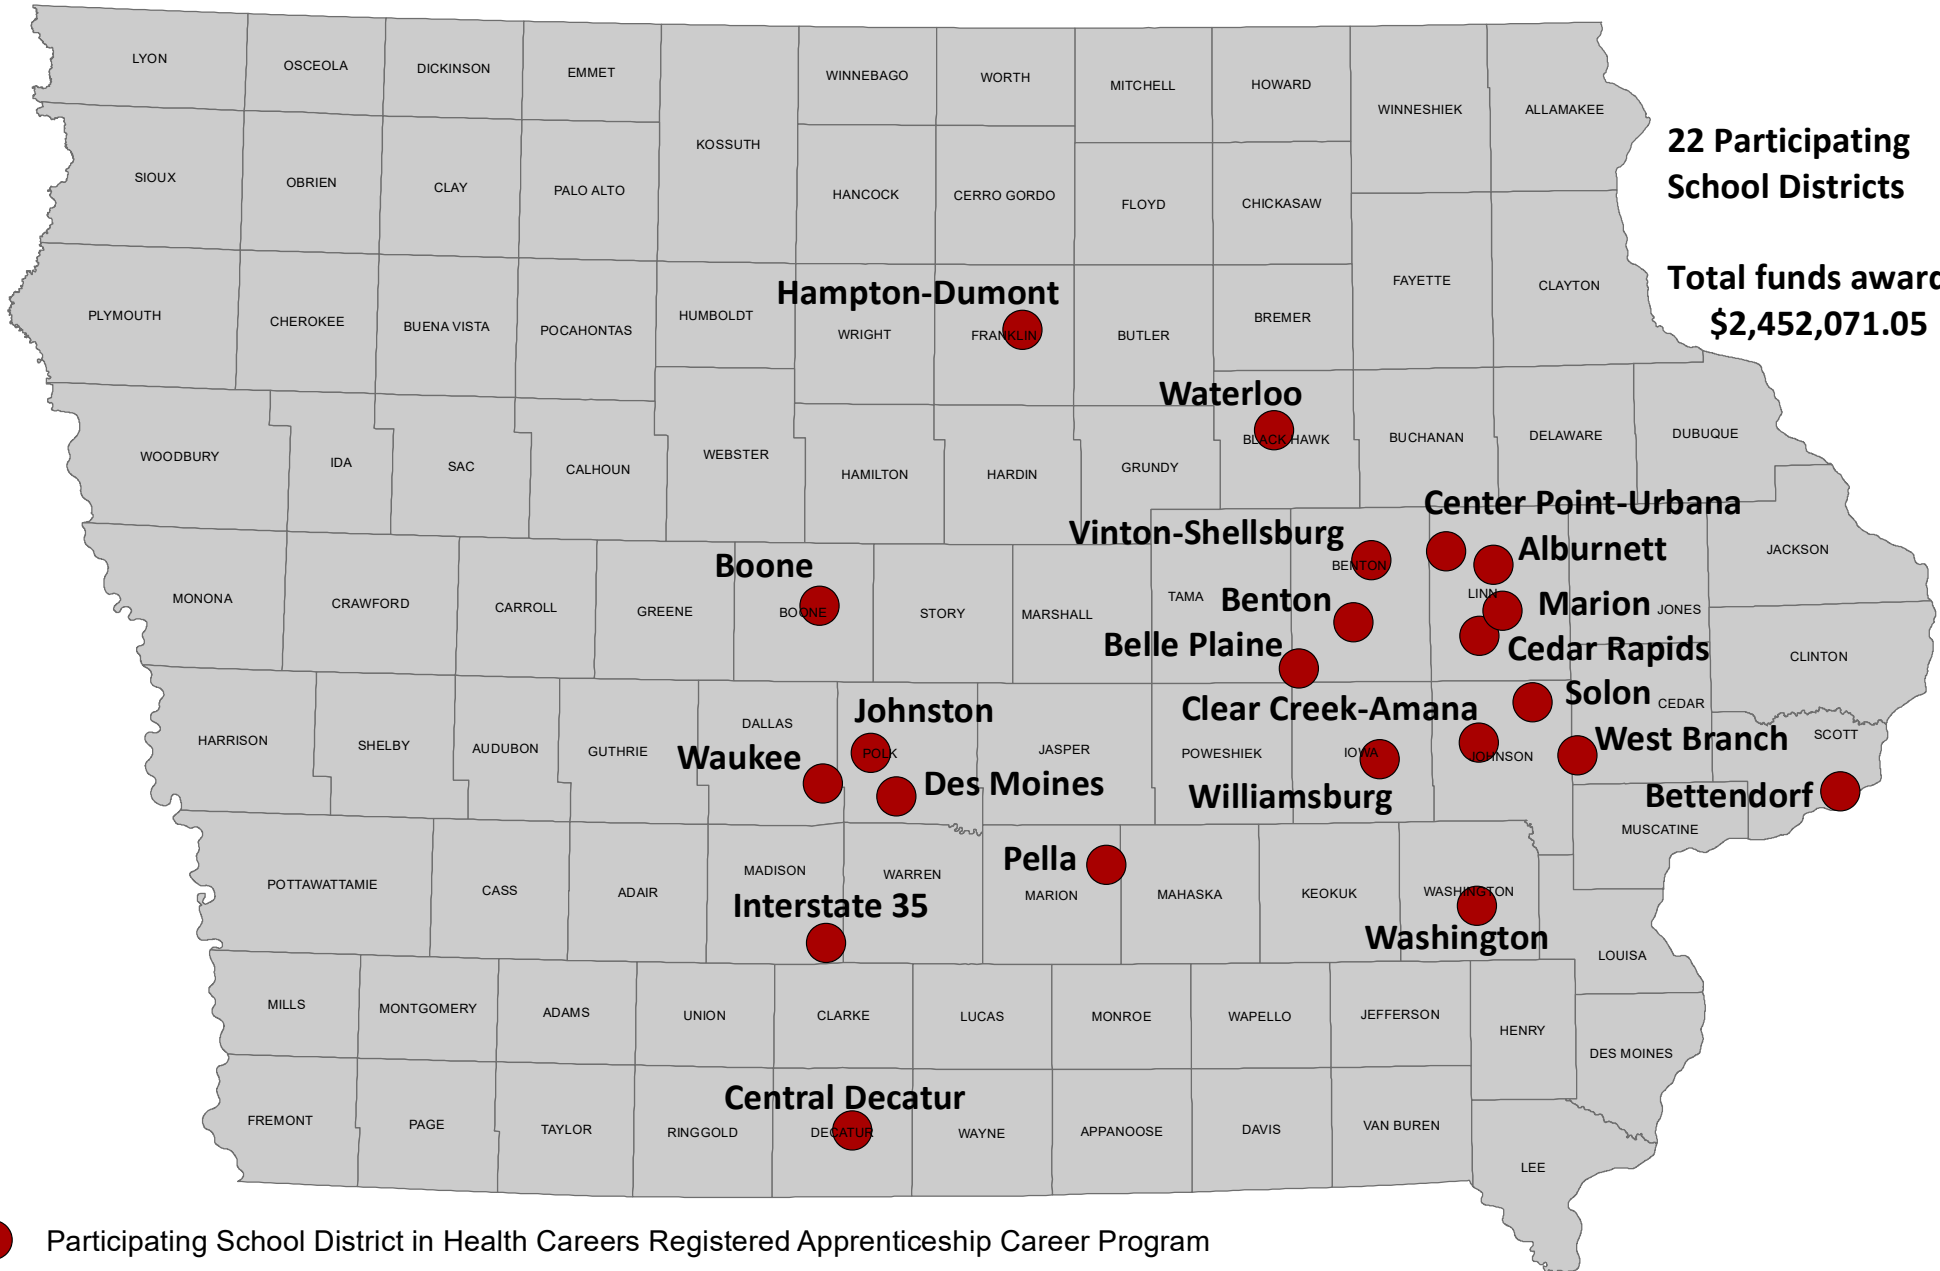 LYON
OSCEOLA
DICKINSON
EMMET
WINNEBAGO
WORTH
MITCHELL
HOWARD
WINNESHIEK
ALLAMAKEE
22 Participating
School Districts
KOSSUTH
SIOUX
OBRIEN
CLAY
PALO ALTO
HANCOCK
CERRO GORDO
FLOYD
CHICKASAW
Total funds award
$2,452,071.05
FAYETTE
CLAYTON
Hampton-Dumont
PLYMOUTH
CHEROKEE
BUENA VISTA
POCAHONTAS
HUMBOLDT
WRIGHT
FRANKLIN
BUTLER
BREMER
Waterloo
BLACK HAWK
BUCHANAN
DELAWARE
DUBUQUE
WOODBURY
IDA
SAC
CALHOUN
WEBSTER
HAMILTON
HARDIN
GRUNDY
Center Point-Urbana
Vinton-Shellsburg
BENTON
Alburnett
JACKSON
Boone
BOONE
MONONA
CRAWFORD
CARROLL
GREENE
STORY
MARSHALL
TAMA
Benton
LINN
Marion
JONES
Belle Plaine
Cedar Rapids
CLINTON
Solon
CEDAR
Clear Creek-Amana
Johnston
DALLAS
HARRISON
SHELBY
AUDUBON
GUTHRIE
Waukee
POLK
JASPER
POWESHIEK
IOWA
JOHNSON
West Branch
SCOTT
Des Moines
Williamsburg
Bettendorf
MUSCATINE
Pella
POTTAWATTAMIE
CASS
ADAIR
MADISON
WARREN
MARION
MAHASKA
KEOKUK
WASHINGTON
Interstate 35
Washington
LOUISA
MILLS
MONTGOMERY
ADAMS
UNION
CLARKE
LUCAS
MONROE
WAPELLO
JEFFERSON
HENRY
DES MOINES
Central Decatur
FREMONT
PAGE
TAYLOR
RINGGOLD
DECATUR
WAYNE
APPANOOSE
DAVIS
VAN BUREN
LEE
Participating School District in Health Careers Registered Apprenticeship Career Program